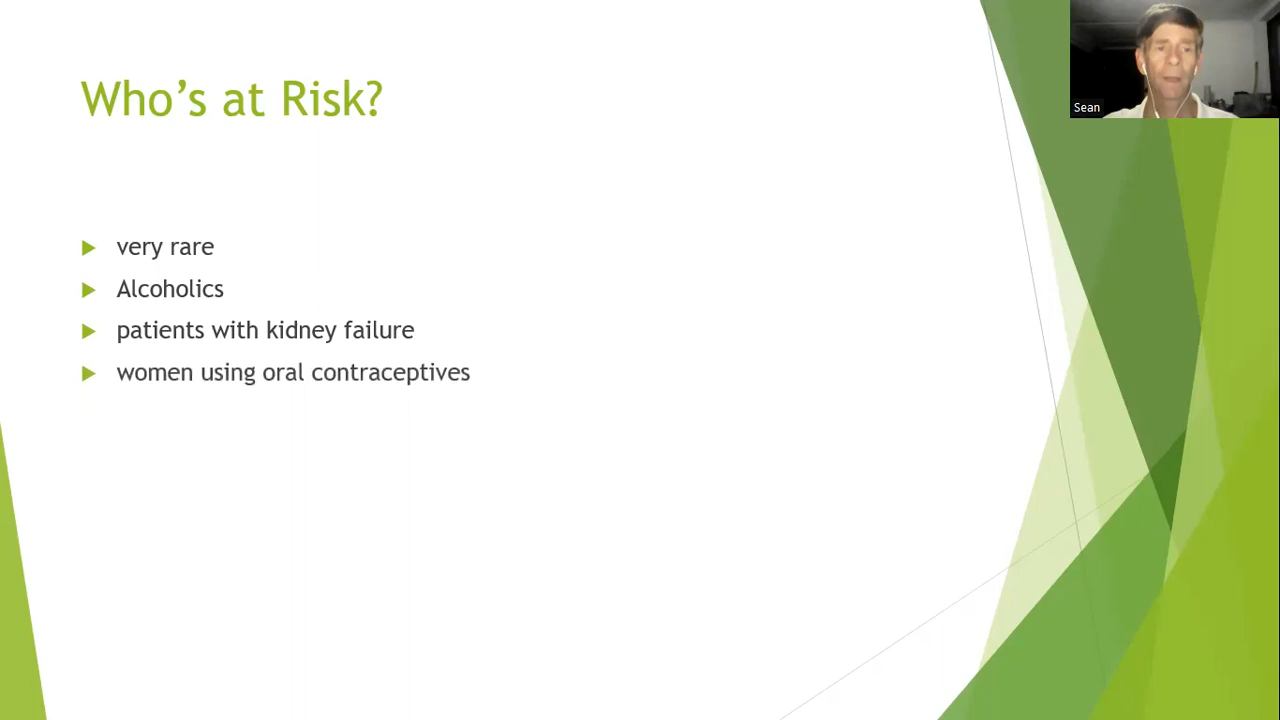 Who's at Risk?
Sean
very rare
Alcoholics
patients with kidney failure
women using oral contraceptives